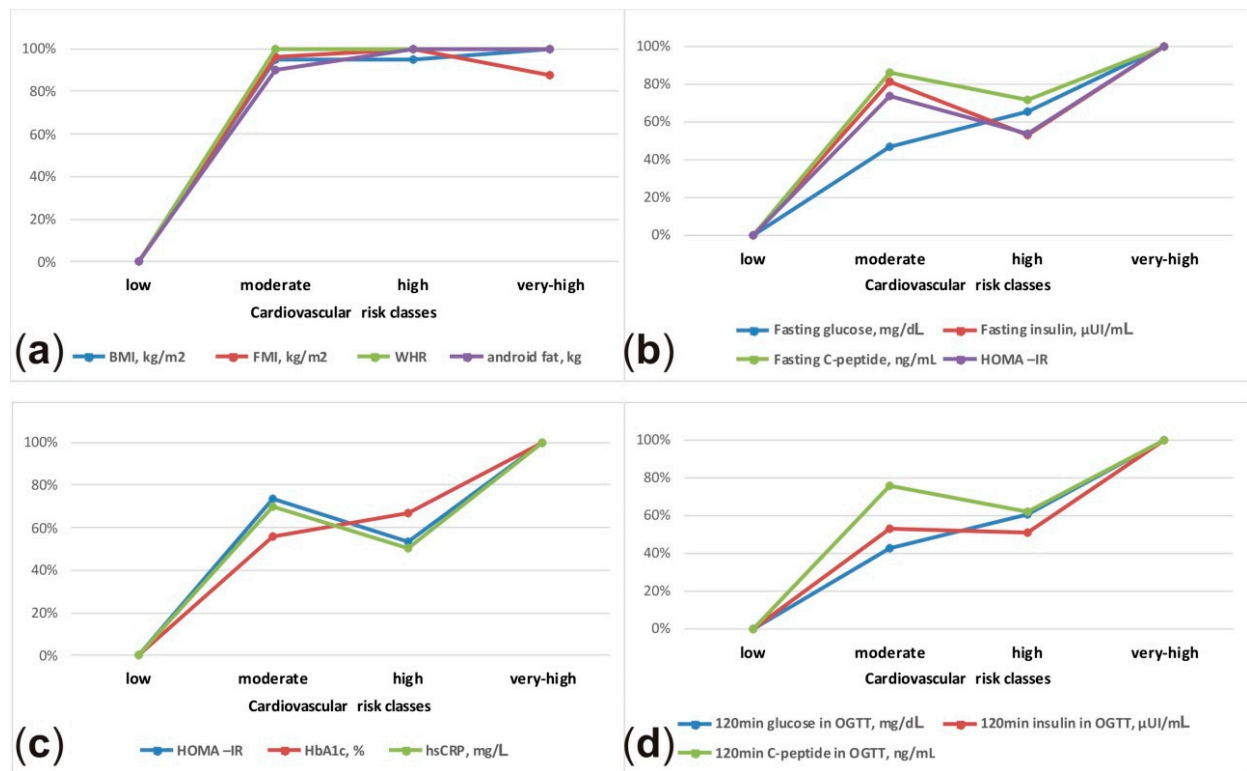 100%
80%
60%
40%
20%
0%
low moderate high very-high
Cardiovascular risk classes
(a)
BMI, kg/m2 FMI, kg/m2 WHR android fat, kg
100%
80%
60%
40%
20%
0%
low moderate high very-high
Cardiovascular risk classes
(b)
Fasting glucose, mg/dL Fasting insulin, µUI/mL
Fasting C-peptide, ng/mL HOMA –IR
100%
80%
60%
40%
20%
0%
low moderate high very-high
Cardiovascular risk classes
(c)
HOMA –IR HbA1c, % hsCRP, mg/L
100%
80%
60%
40%
20%
0%
low moderate high very-high
Cardiovascular risk classes
(d)
120min glucose in OGTT, mg/dL 120min insulin in OGTT, µUI/mL
120min C-peptide in OGTT, ng/mL